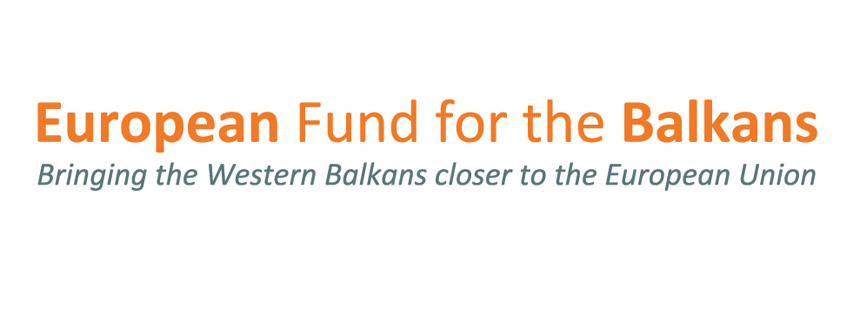 European Fund for the Balkans
Bringing the Western Balkans closer to the European Union